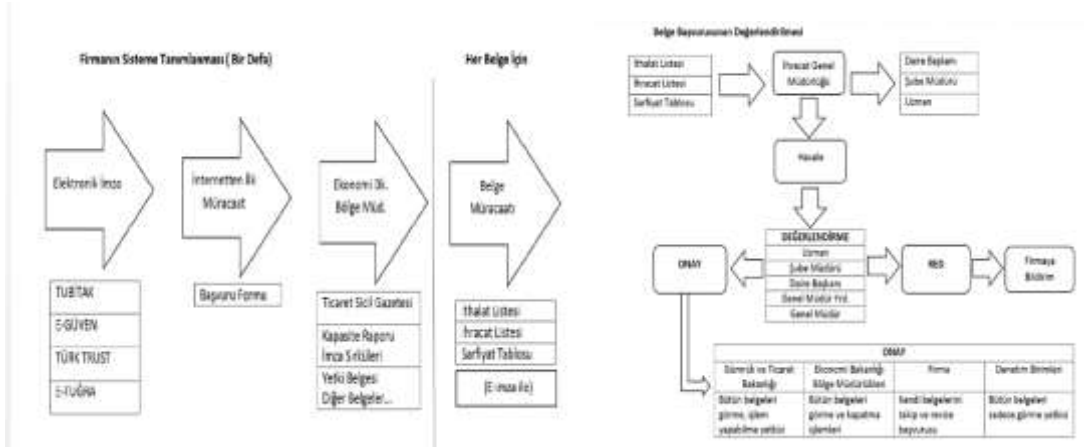 Firmanın Sisteme Tanımlanması ( Bir Defa)
Her Belge İçin
Elektronik İmza
İnternetten İlk
Müracaat
Ekonomi Bk.
Bölge Müd.
Belge
Müracaatı
TUBİTAK
E-GÜVEN
TÜRK TRUST
E-TUĞRA
Başvuru Formu
Ticaret Sicil Gazetesi
Kapasite Raporu
İmza Sirküleri
Yetki Belgesi
Diğer Belgeler...
İthalat Listesi
İhracat Listesi
Sarfiyat Tablosu
(E-imza ile)
Belge Başvurusunun Değerlendirilmesi
İthalat Listesi
İhracat Listesi
Sarfiyat Tablosu
İhracat Genel
Müdürlüğü
Daire Başkanı
Şube Müdürü
Uzman
Havale
DEĞERLENDİRME
Uzman
Şube Müdürü
Daire Başkanı
Genel Müdür Yrd.
Genel Müdür
ONAY
RED
Firmaya
Bildirim
ONAY
Gümrük ve Ticaret
Bakanlığı
Ekonomi Bakanlığı
Bölge Müdürlükleri
Firma
Denetim Birimleri
Bütün belgeleri
görme, işlem
yapabilme yetkisi
Bütün belgeleri
görme ve kapatma
işlemleri
Kendi belgelerini
takip ve revize
başvurusu
Bütün belgeleri
sadece görme yetkisi